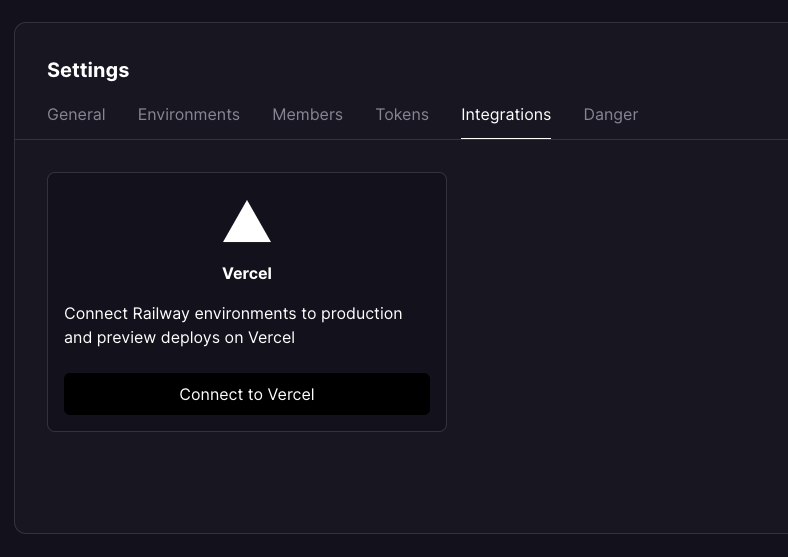 Settings
General Environments Members Tokens Integrations Danger
Vercel
Connect Railway environments to production
and preview deploys on Vercel
Connect to Vercel